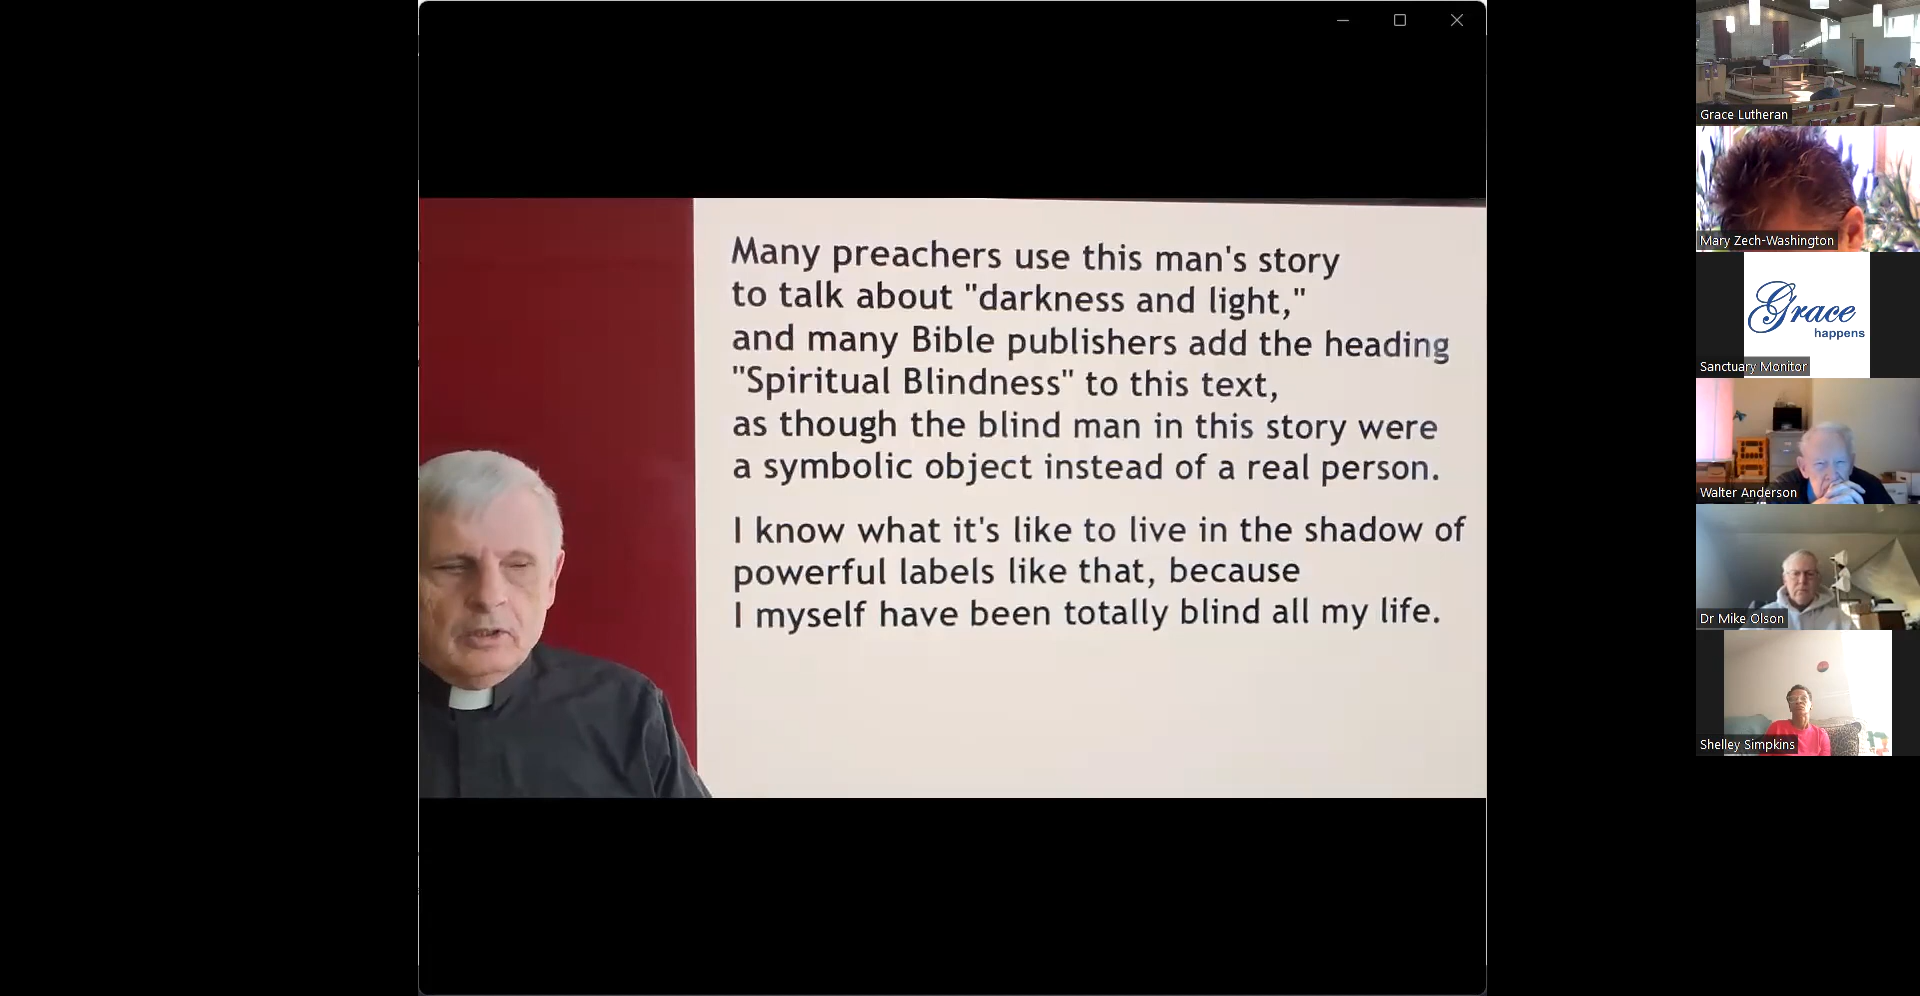 Many preachers use this man's story
to talk about "darkness and light,"
and many Bible publishers add the heading
"Spiritual Blindness" to this text,
as though the blind man in this story were
a symbolic object instead of a real person.
I know what it's like to live in the shadow of
powerful labels like that, because
I myself have been totally blind all my life.
Grace Lutheran
Mary Zech-Washington
Grace
happens
Sanctuary Monitor
Walter Anderson
Dr Mike Olson
Shelley Simpkins